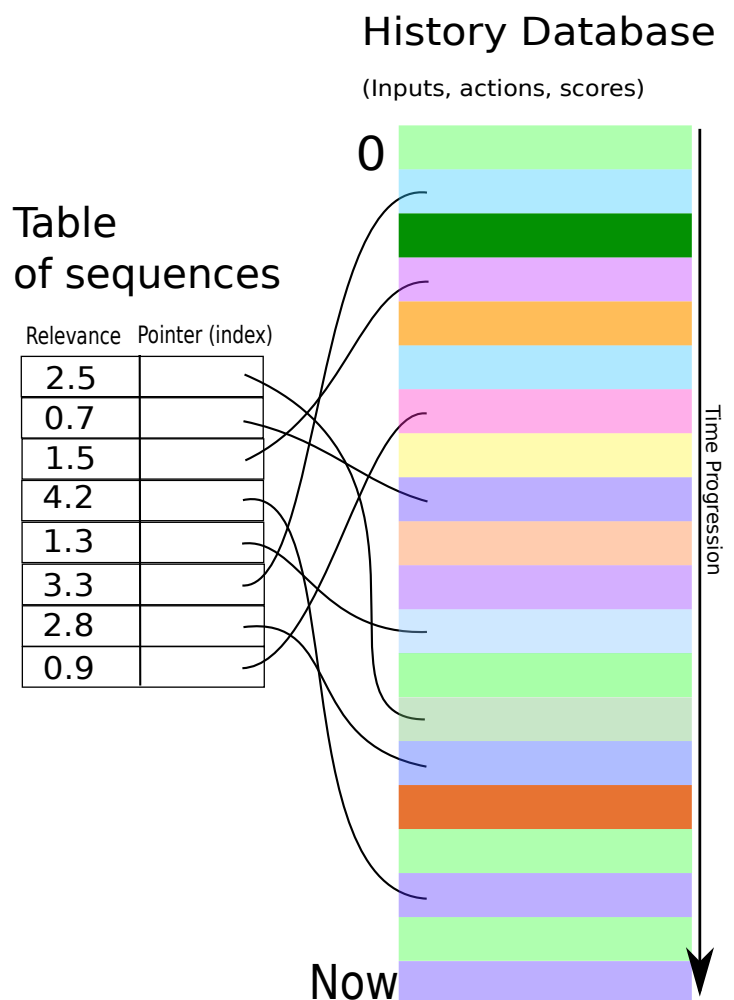 History Database
(Inputs, actions, scores)
0
Table
of sequences
Relevance Pointer (index)
2.5
0.7
1.5
4.2
1.3
3.3
2.8
0.9
Time Progression
Now